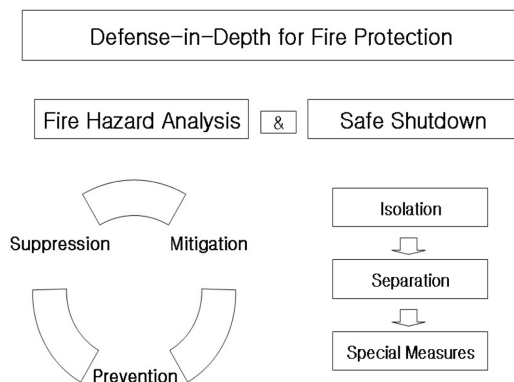 Defense-in-Depth for Fire Protection
Fire Hazard Analysis
&
Safe Shutdown
Suppression
Mitigation
Prevention
Isolation
Separation
Special Measures